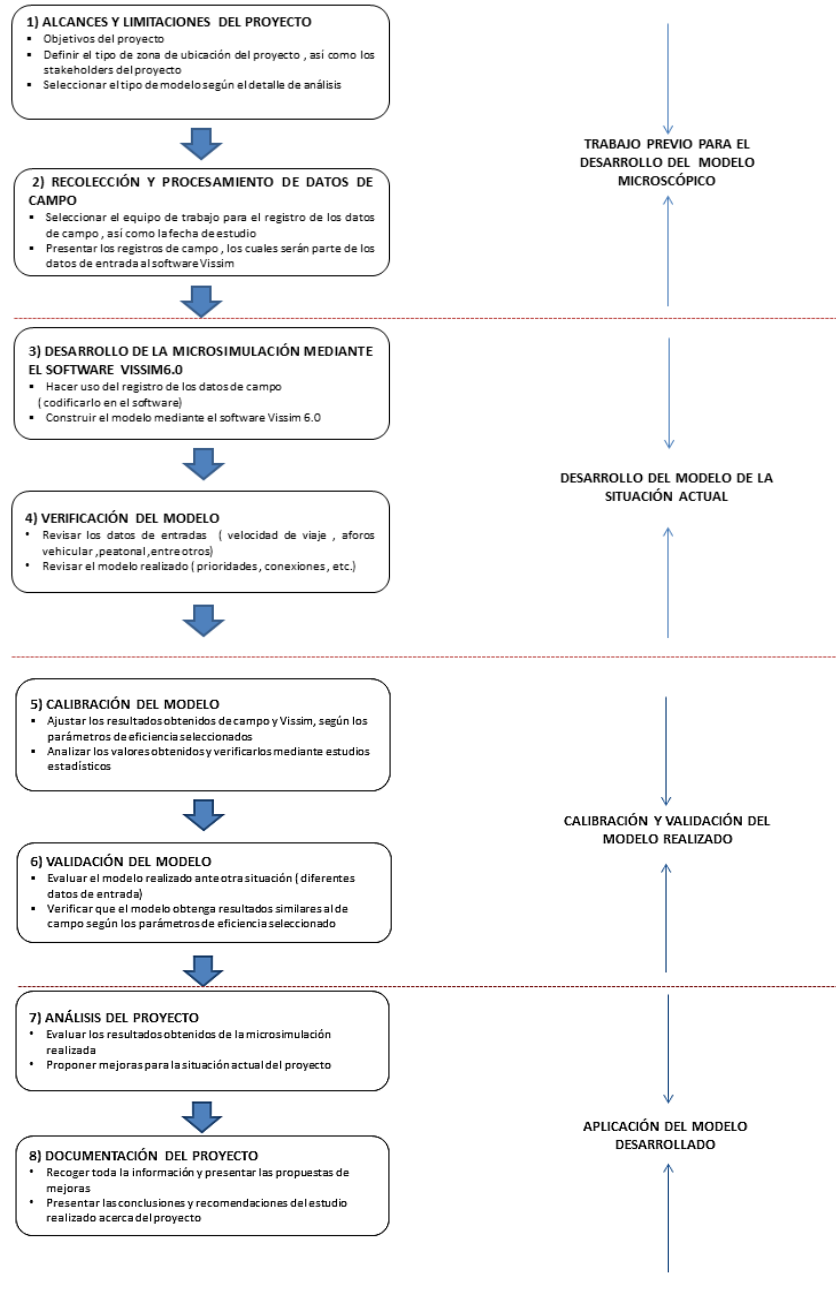 1) ALCANCES Y LIMITACIONES DEL PROYECTO
▪ Objetivos del proyecto
▪ Definir el tipo de zona de ubicación del proyecto , así como los
stakeholders del proyecto
▪ Seleccionar el tipo de modelo según el detalle de análisis
TRABAJO PREVIO PARA EL
DESARROLLO DEL MODELO
MICROSCÓPICO
2) RECOLECCIÓN Y PROCESAMIENTO DE DATOS DE
CAMPO
▪ Seleccionar el equipo de trabajo para el registro de los datos
de campo , así como la fecha de estudio
▪ Presentar los registros de campo , los cuales serán parte de los
datos de entrada al software Vissim
3) DESARROLLO DE LA MICROSIMULACIÓN MEDIANTE
EL SOFTWARE VISSIM6.0
▪ Hacer uso del registro de los datos de campo
( codificarlo en el software)
▪ Construir el modelo mediante el software Vissim 6.0
DESARROLLO DEL MODELO DE LA
SITUACIÓN ACTUAL
4) VERIFICACIÓN DEL MODELO
• Revisar los datos de entradas ( velocidad de viaje , aforos
vehicular ,peatonal ,entre otros)
• Revisar el modelo realizado ( prioridades , conexiones , etc.)
5) CALIBRACIÓN DEL MODELO
▪ Ajustar los resultados obtenidos de campo y Vissim, según los
parámetros de eficiencia seleccionados
▪ Analizar los valores obtenidos y verificarlos mediante estudios
estadísticos
CALIBRACIÓN Y VALIDACIÓN DEL
MODELO REALIZADO
6) VALIDACIÓN DEL MODELO
▪ Evaluar el modelo realizado ante otra situación ( diferentes
datos de entrada)
▪ Verificar que el modelo obtenga resultados similares al de
campo según los parámetros de eficiencia seleccionado
7) ANÁLISIS DEL PROYECTO
• Evaluar los resultados obtenidos de la microsimulación
realizada
• Proponer mejoras para la situación actual del proyecto
APLICACIÓN DEL MODELO
DESARROLLADO
8) DOCUMENTACIÓN DEL PROYECTO
• Recoger toda la información y presentar las propuestas de
mejoras
• Presentar las conclusiones y recomendaciones del estudio
realizado acerca del proyecto